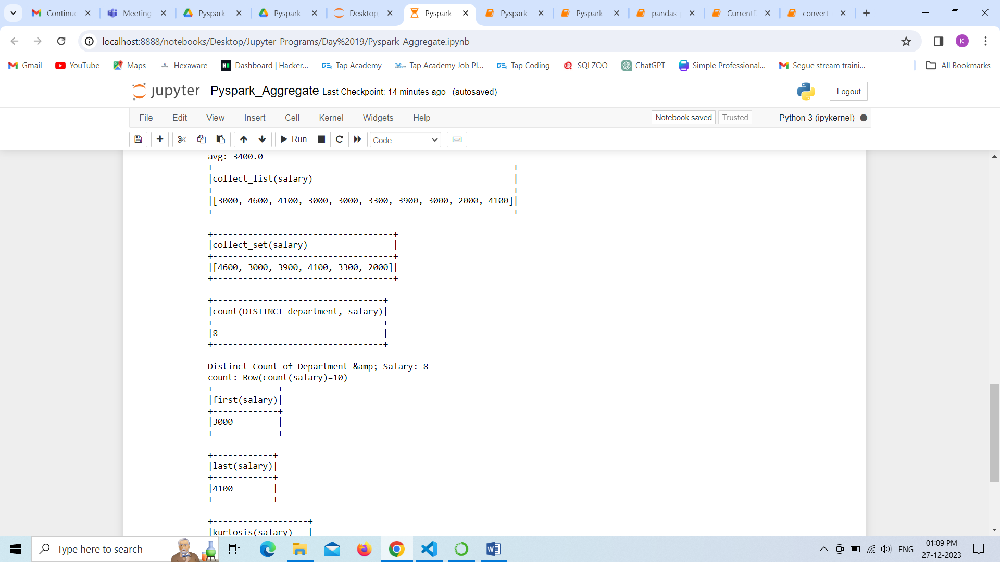 Continue
Meeting
Pyspark
Pyspark
Desktop
Pyspark_
Pyspark_
Pyspark_
pandas_
CurrentD
convert_
localhost:8888/notebooks/Desktop/Jupyter_Programs/Day%2019/Pyspark_Aggregate.ipynb
K
Gmail
YouTube
Maps
Hexaware
Dashboard | Hacker...
Tap Academy
Tap Academy Job Pl...
Tap Coding
SQLZOO
ChatGPT
Simple Professional...
Segue stream traini...
All Bookmarks
jupyter Pyspark_Aggregate Last Checkpoint: 14 minutes ago (autosaved)
Logout
File Edit View Insert Cell Kernel Widgets Help
Notebook saved Trusted Python 3 (ipykernel)
Run Code
avg: 3400.0
+------------------------------------------------------------+
|collect_list(salary)                                        |
+------------------------------------------------------------+
|[3000, 4600, 4100, 3000, 3000, 3300, 3900, 3000, 2000, 4100]|
+------------------------------------------------------------+
+------------------------------------+
|collect_set(salary)                 |
+------------------------------------+
|[4600, 3000, 3900, 4100, 3300, 2000]|
+------------------------------------+
+----------------------------------+
|count(DISTINCT department, salary)|
+----------------------------------+
|8                                 |
+----------------------------------+
Distinct Count of Department &amp; Salary: 8
count: Row(count(salary)=10)
+-------------+
|first(salary)|
+-------------+
|3000         |
+-------------+
+------------+
|last(salary)|
+------------+
|4100        |
+------------+
+-------------------+
|kurtosis(salary)   |
Type here to search
ENG
01:09 PM
27-12-2023